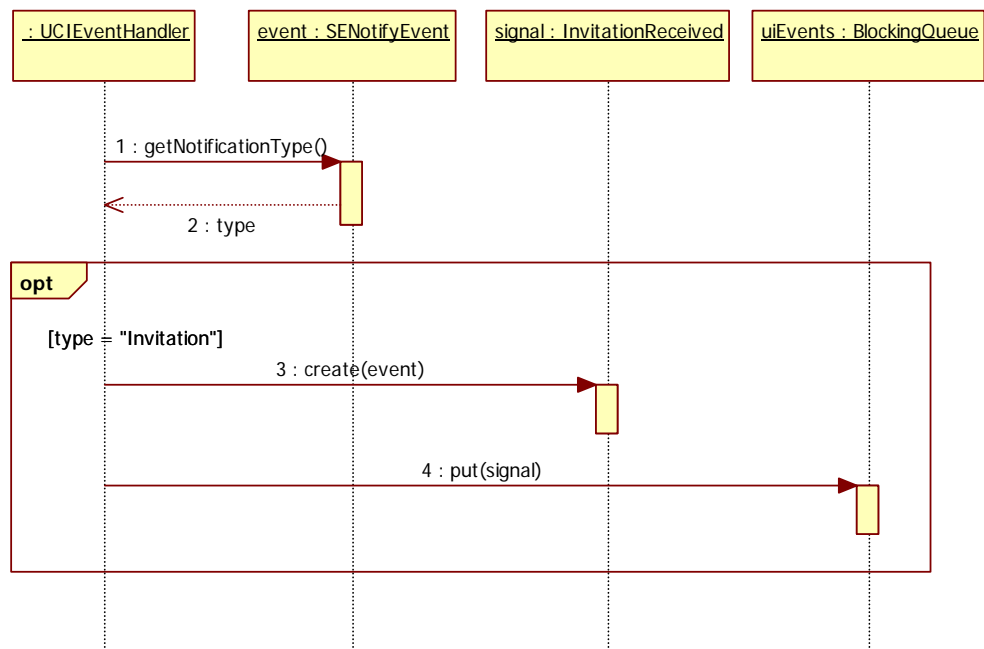 : UCIEventHandler
event : SENotifyEvent
signal : InvitationReceived
uiEvents : BlockingQueue
1 : getNotificationType()
2 : type
opt
[type = "Invitation"]
3 : create(event)
4 : put(signal)